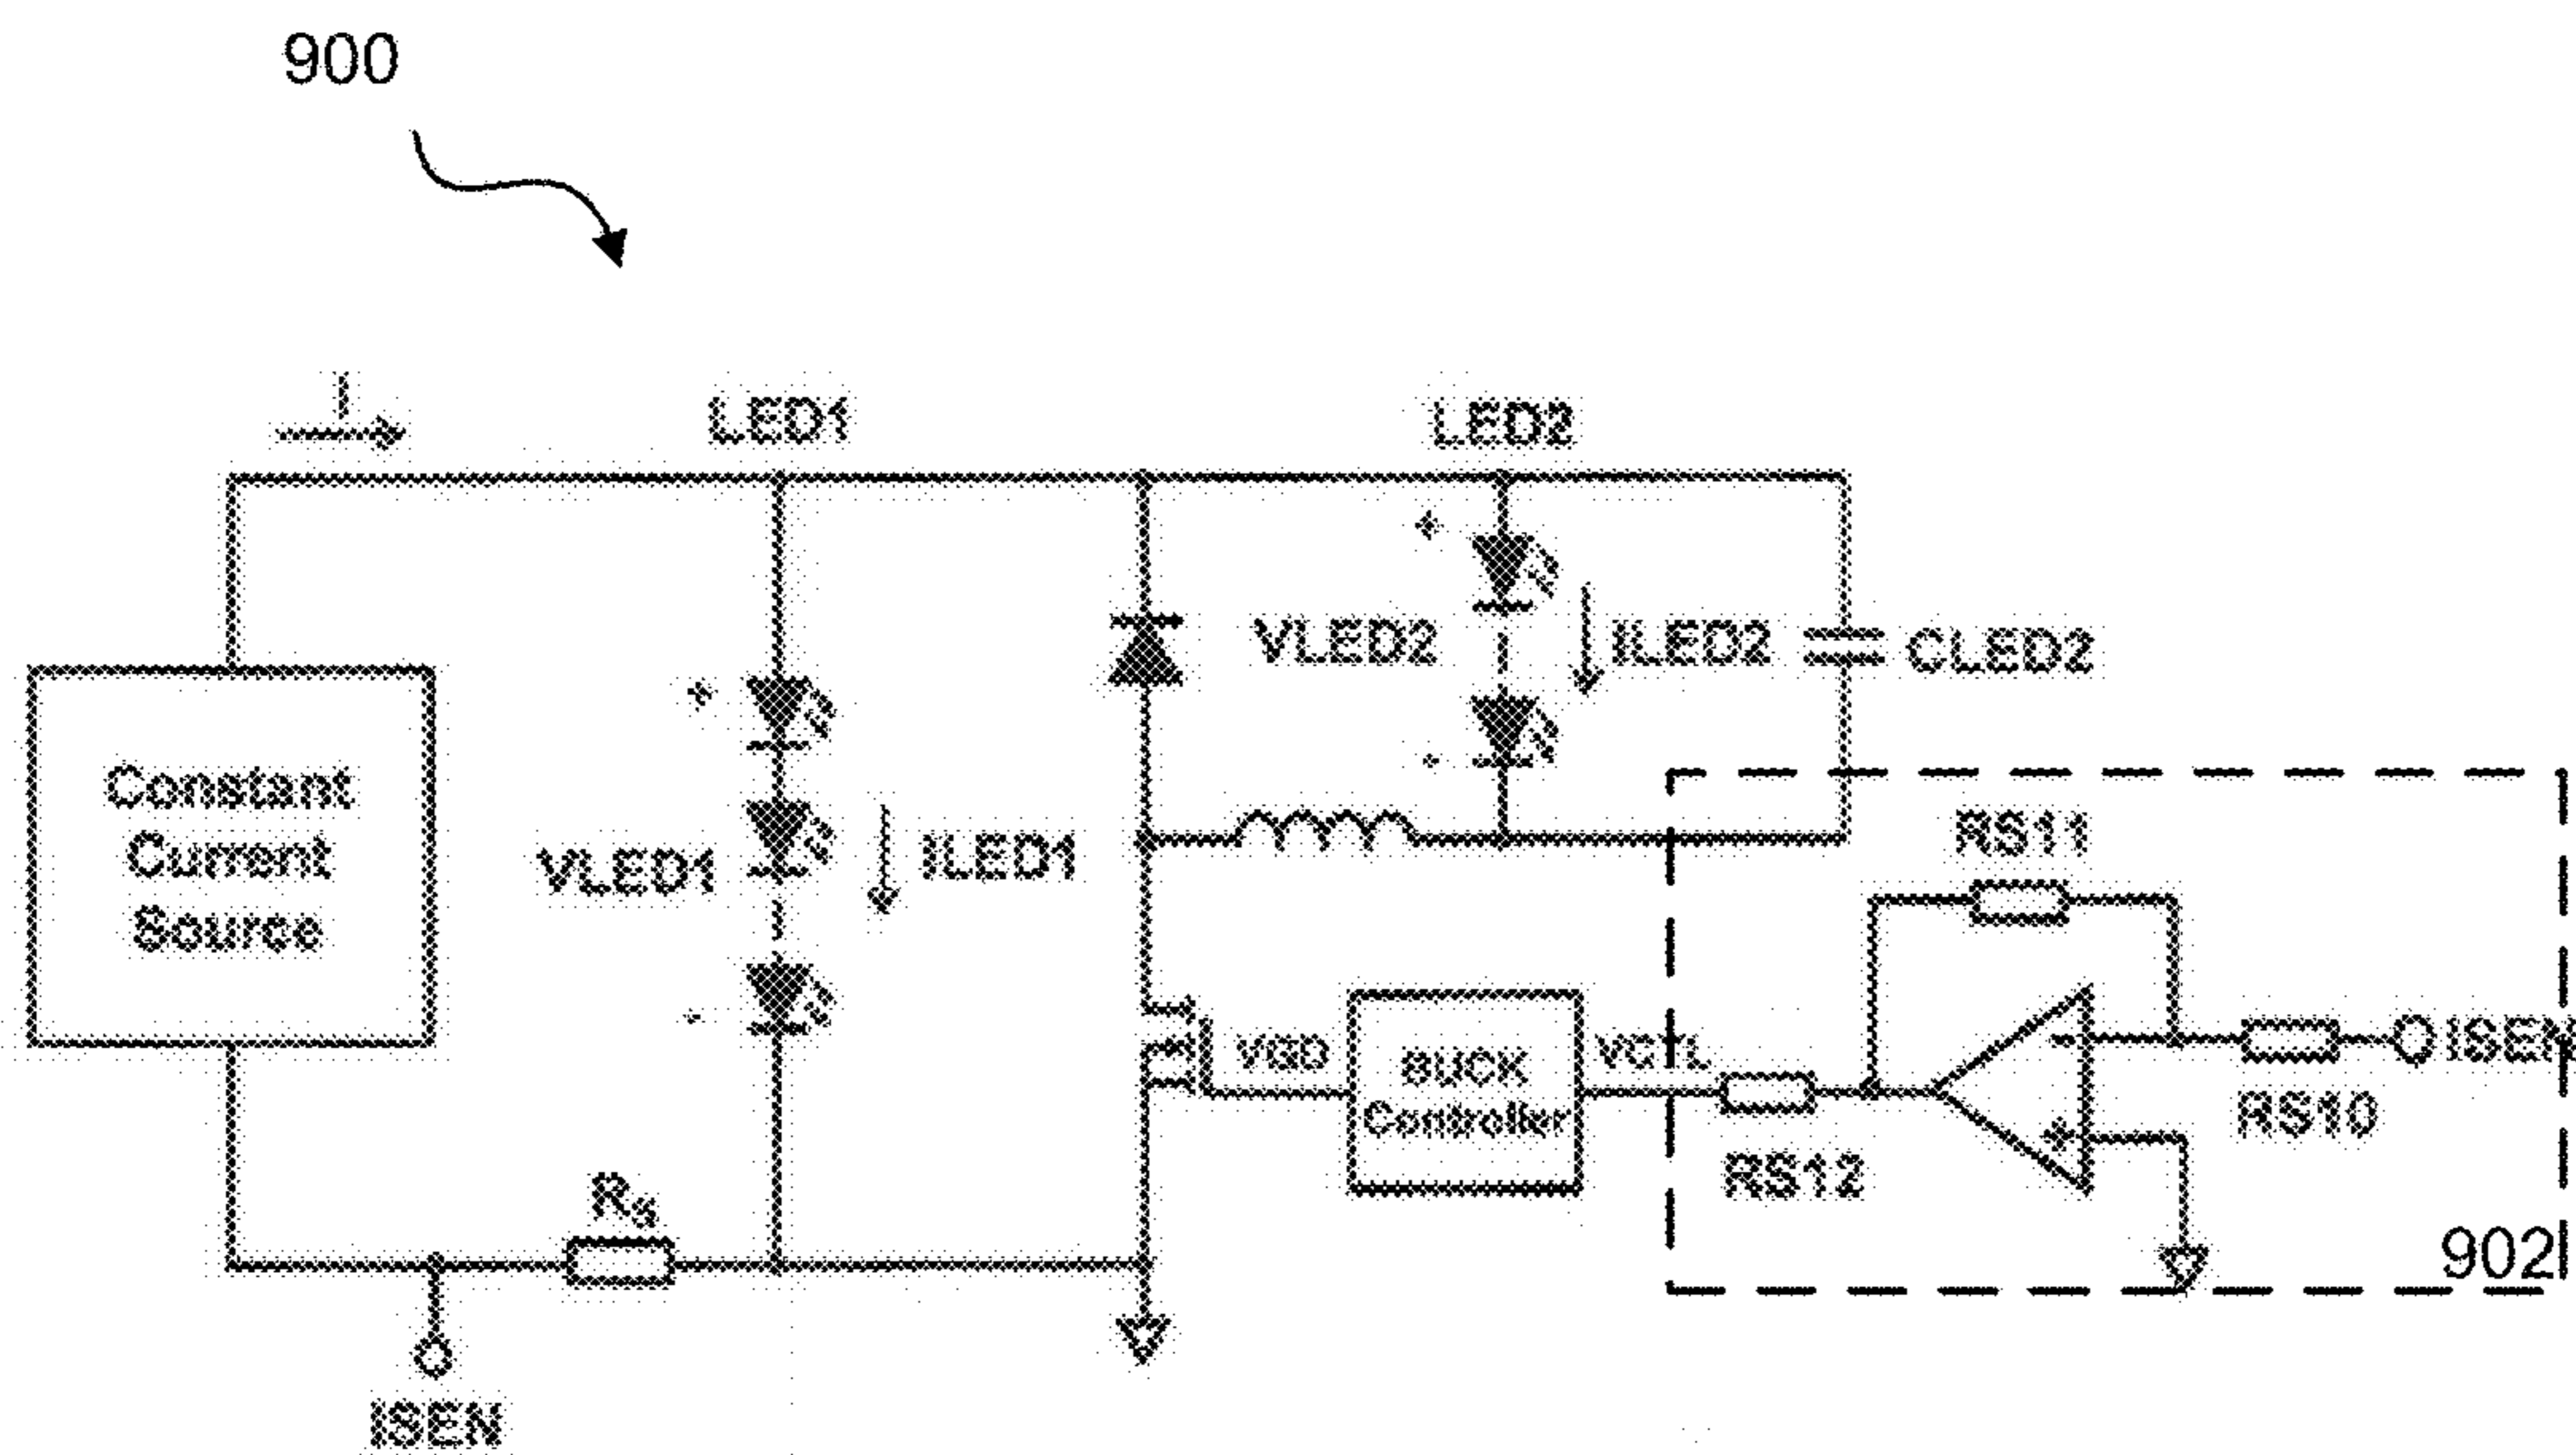 900
I
LED1
LED2
VLED2
ILED2
CLED2
Constant
Current
Source
VLED1
ILED1
RS11
VGD
BUCK
Controller
VCTL
ISEN
RS10
RS12
RS
902
ISEN